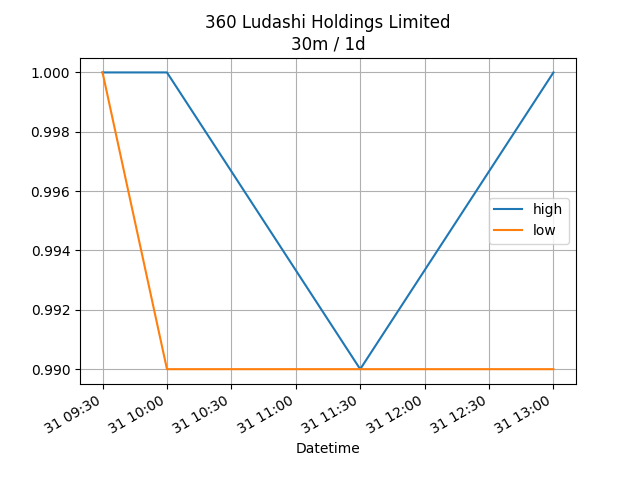 360 Ludashi Holdings Limited
30m / 1d
1.000
0.998
0.996
0.994
0.992
0.990
high
low
31 09:30
31 10:00
31 10:30
31 11:00
31 11:30
31 12:00
31 12:30
31 13:00
Datetime